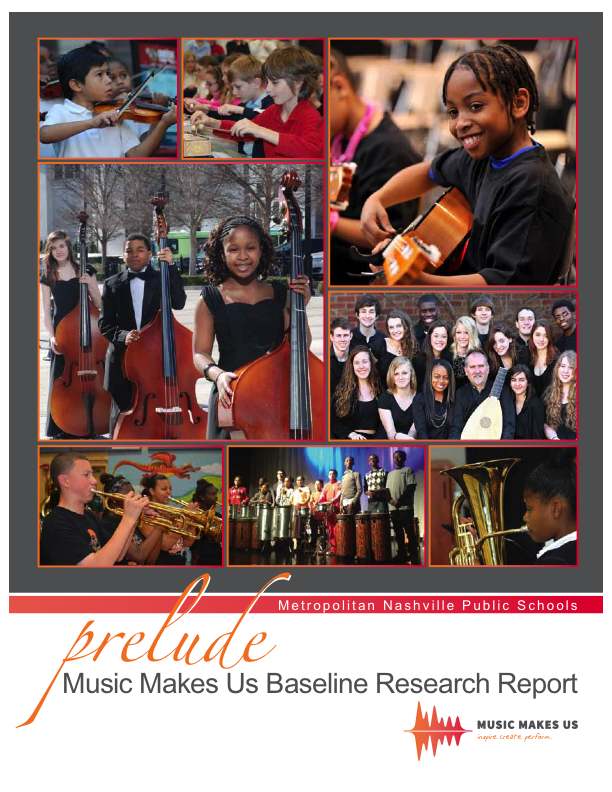 Metropolitan Nashville Public Schools
prelude
Music Makes Us Baseline Research Report
MUSIC MAKES US
inspire. create. perform.